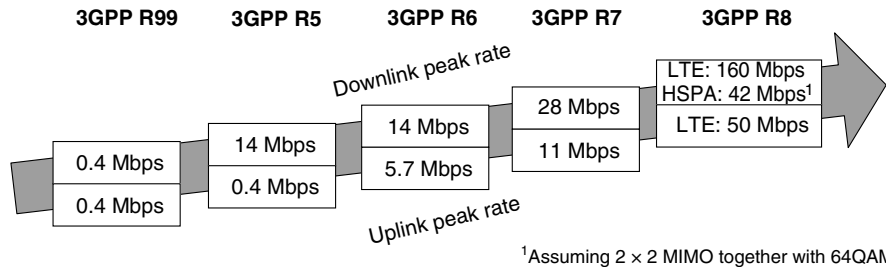 3GPP R99
3GPP R5
3GPP R6
3GPP R7
3GPP R8
Downlink peak rate
0.4 Mbps
0.4 Mbps
14 Mbps
0.4 Mbps
14 Mbps
5.7 Mbps
28 Mbps
11 Mbps
LTE: 160 Mbps
HSPA: 42 Mbps¹
LTE: 50 Mbps
Uplink peak rate
¹Assuming 2 × 2 MIMO together with 64QAM